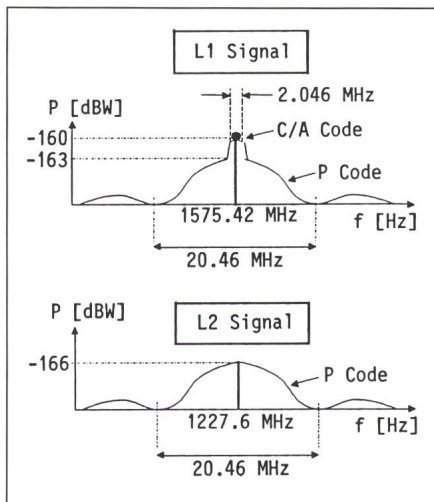 L1 Signal
P [dBW]
2.046 MHz
-160
C/A Code
-163
P Code
1575.42 MHz
f [Hz]
20.46 MHz
P [dBW]
L2 Signal
-166
P Code
1227.6 MHz
f [Hz]
20.46 MHz